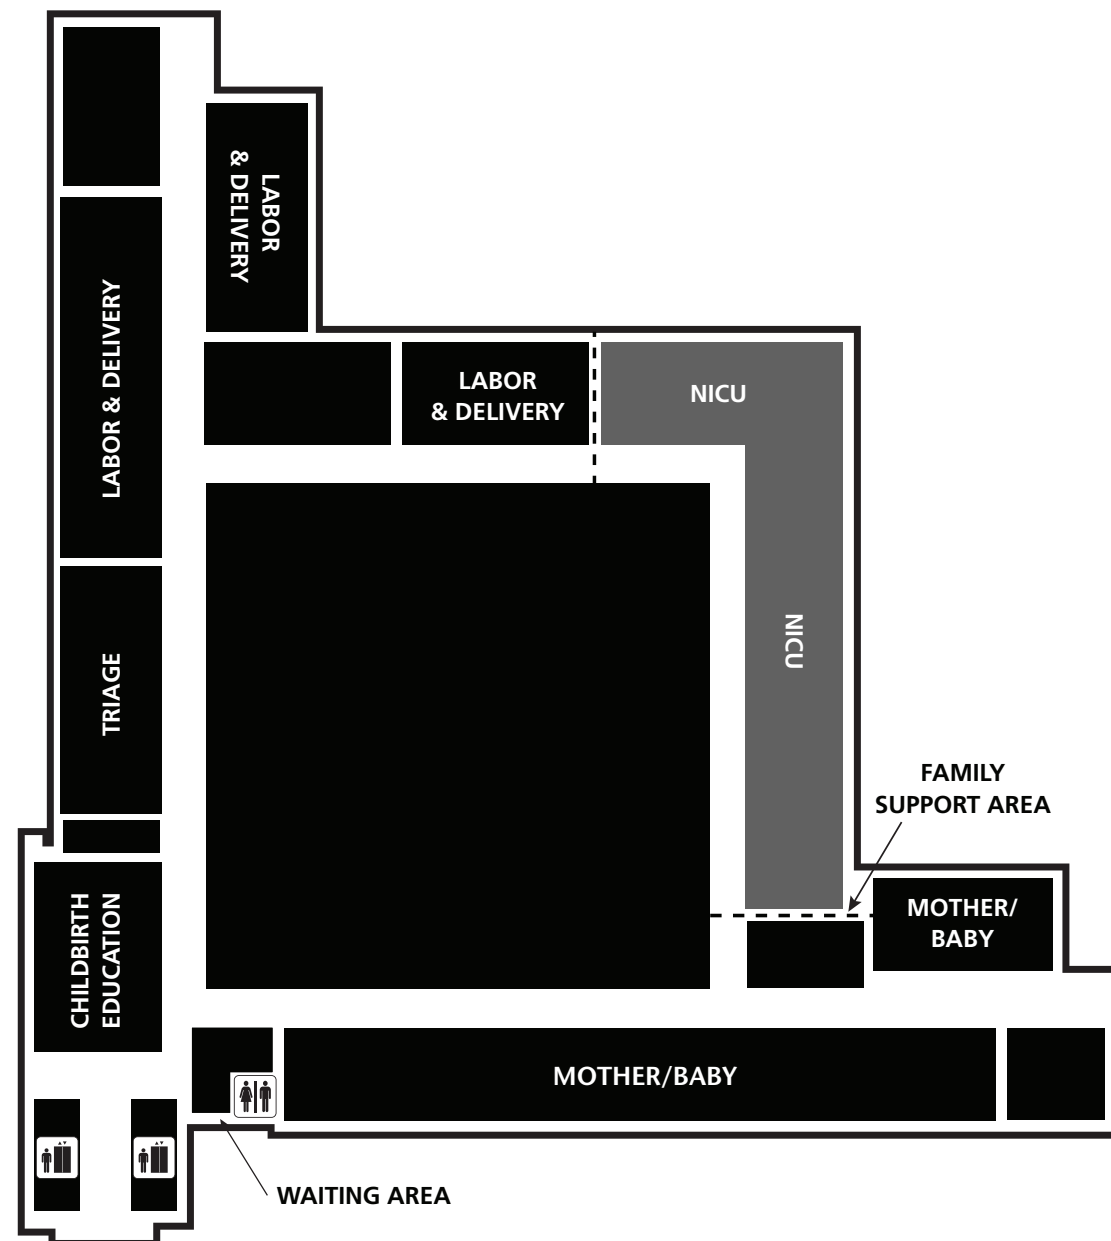 LABOR
& DELIVERY
LABOR & DELIVERY
LABOR
& DELIVERY
NICU
NICU
TRIAGE
FAMILY
SUPPORT AREA
CHILDBIRTH
EDUCATION
MOTHER/
BABY
MOTHER/BABY
WAITING AREA